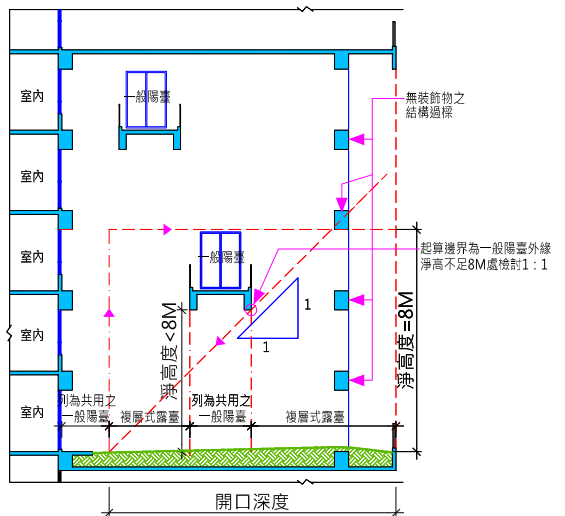 室內
一般陽臺
無裝飾物之
結構過樑
室內
室內
室內
一般陽臺
起算邊界為一般陽臺外緣
淨高不足8M處檢討1：1
淨高度<8M
1
1
淨高度=8M
室內
室內
列為共用之
一般陽臺
複層式露臺
列為共用之
一般陽臺
複層式露臺
開口深度